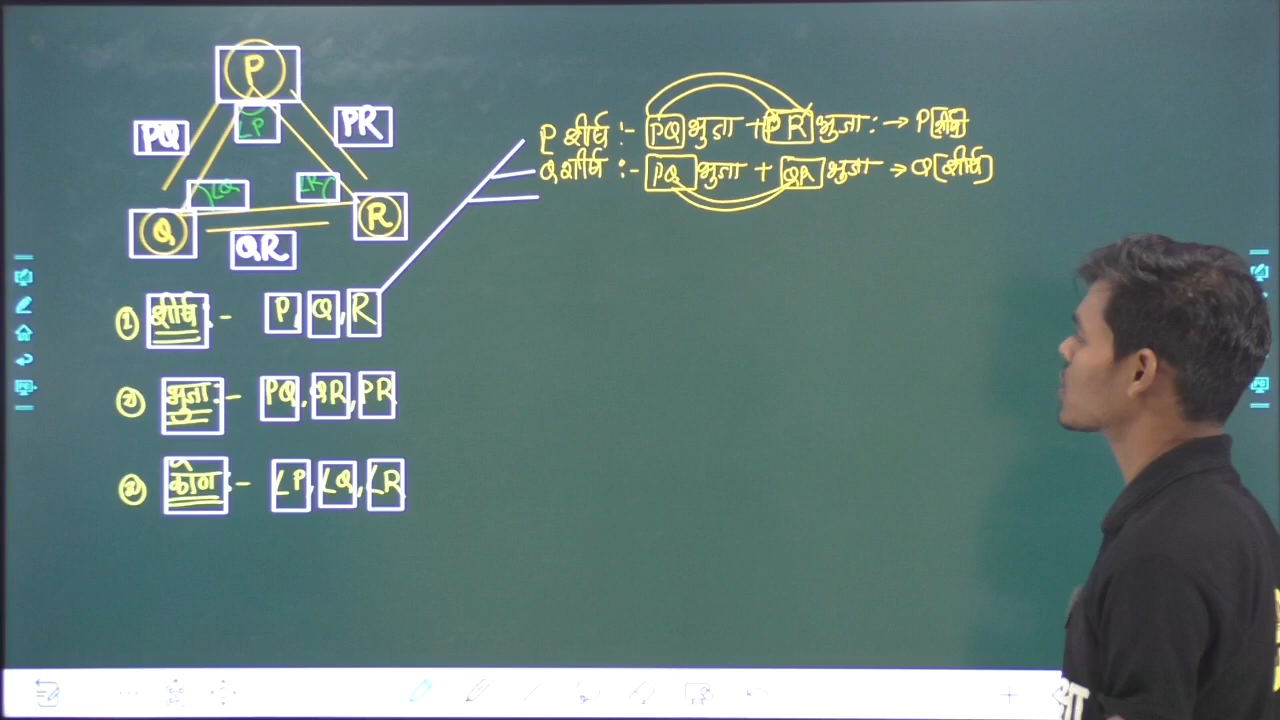 P
PQ
∠P
PR
∠Q
∠R
Q
R
QR
P शीर्ष :- PQ भुजा + PR भुजा :→ P [शीर्ष]
Q शीर्ष :- PQ भुजा + QR भुजा → Q [शीर्ष]
① शीर्ष :- P, Q, R
② भुजा :- PQ, QR, PR
③ कोन :- ∠P, ∠Q, ∠R